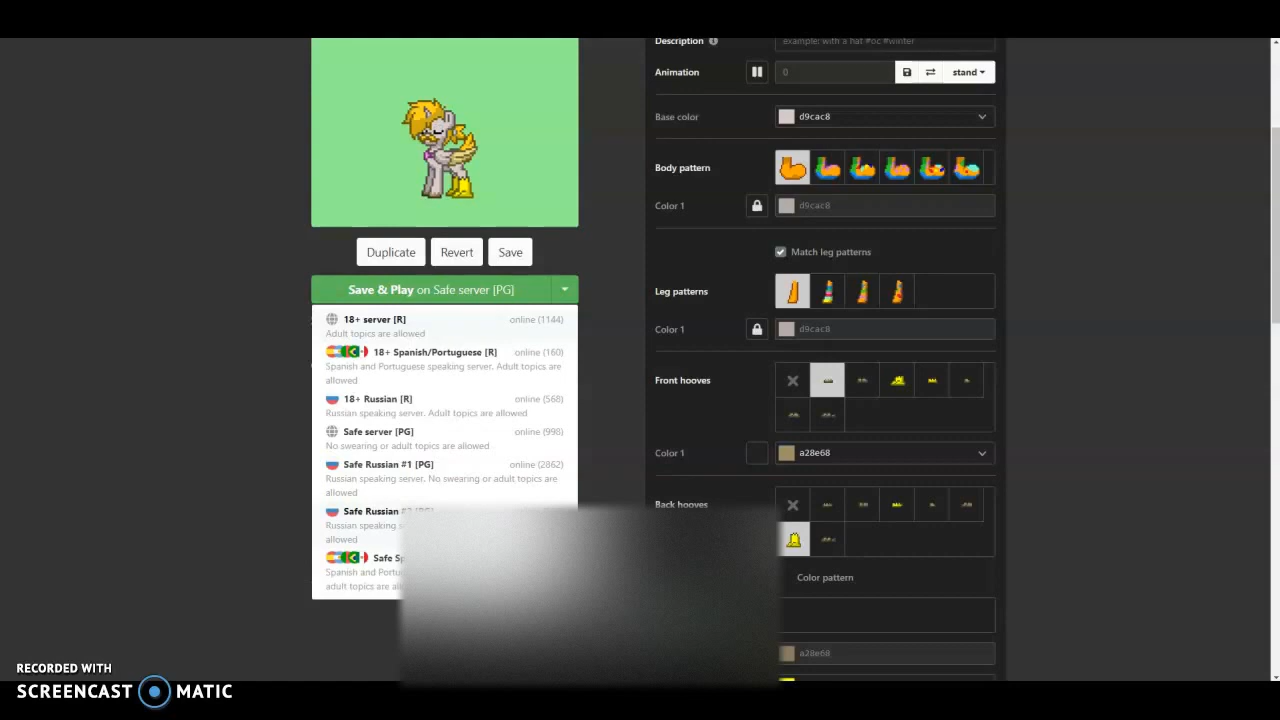 Description
example: with a hat #oc #winter
Animation
0
stand
Base color
d9cac8
Body pattern
Color 1
d9cac8
Duplicate
Revert
Save
Match leg patterns
Save & Play on Safe server [PG]
Leg patterns
18+ server [R]
online (1144)
Adult topics are allowed
Color 1
d9cac8
18+ Spanish/Portuguese [R]
online (160)
Spanish and Portuguese speaking server. Adult topics are
allowed
Front hooves
18+ Russian [R]
online (568)
Russian speaking server. Adult topics are allowed
Safe server [PG]
online (998)
No swearing or adult topics are allowed
Color 1
a28e68
Safe Russian #1 [PG]
online (2862)
Russian speaking server. No swearing or adult topics are
allowed
Back hooves
Safe Russian
Russian speaking
allowed
Safe
Spanish and
adult topics are
Color pattern
a28e68
RECORDED WITH
SCREENCAST MATIC